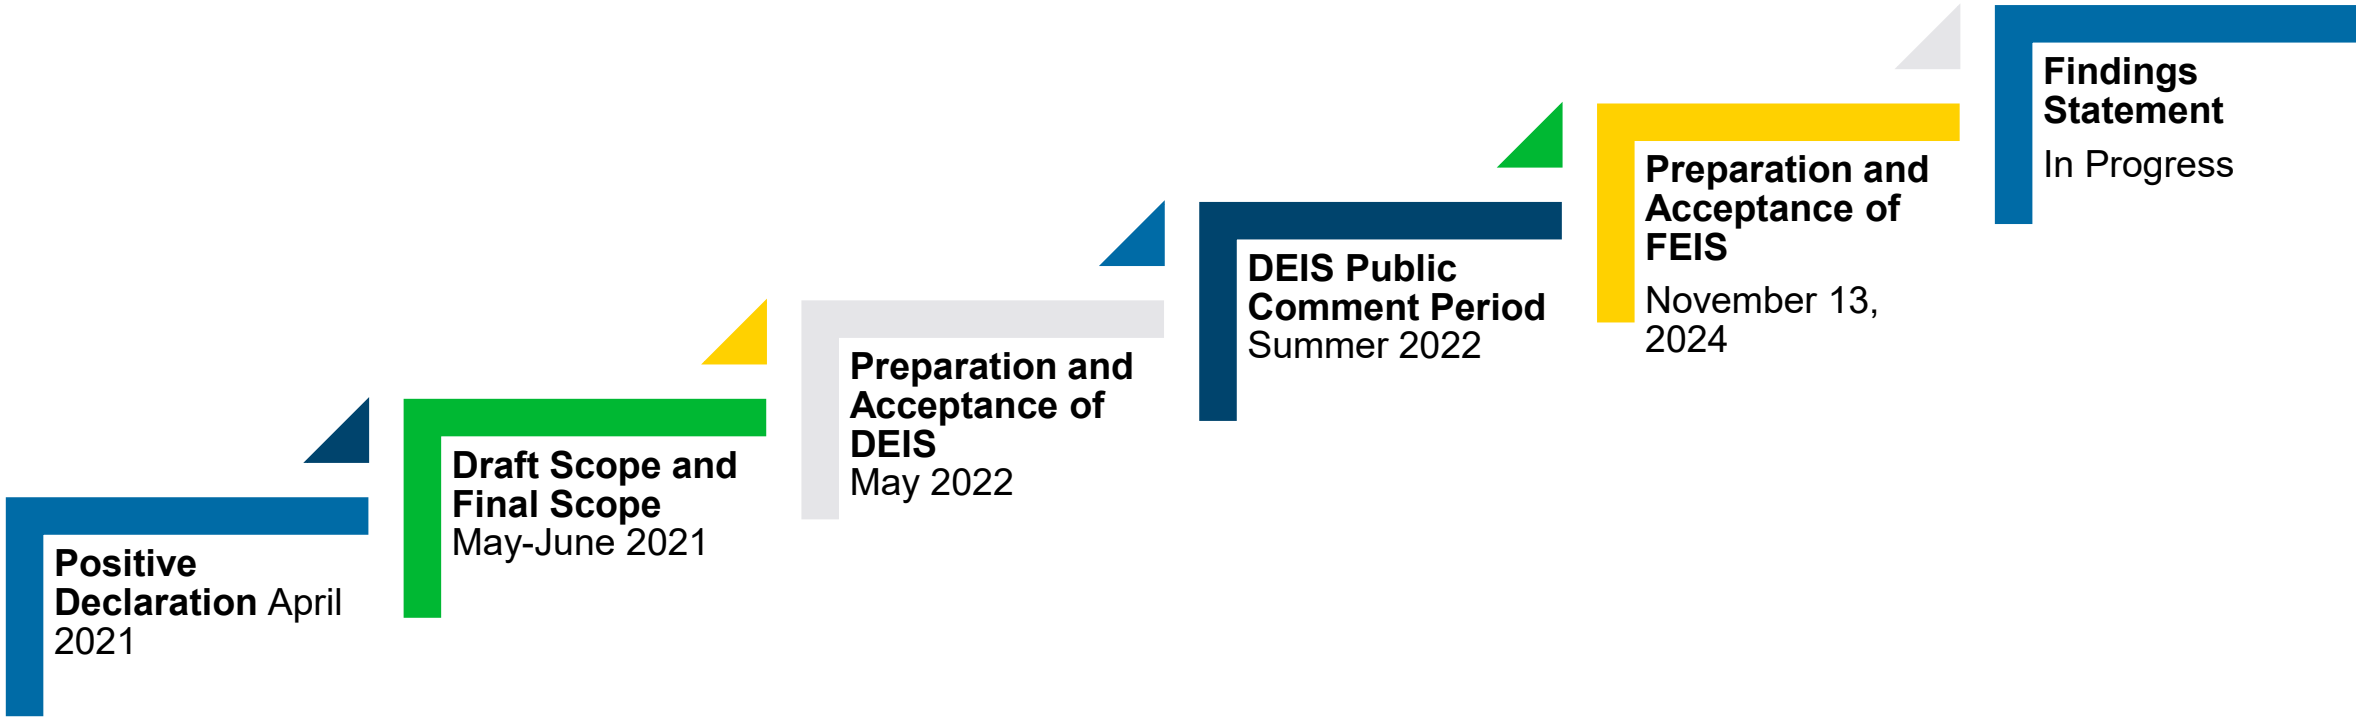 Positive
Declaration April
2021
Draft Scope and
Final Scope
May-June 2021
Preparation and
Acceptance of
DEIS
May 2022
DEIS Public
Comment Period
Summer 2022
Preparation and
Acceptance of
FEIS
November 13,
2024
Findings
Statement
In Progress